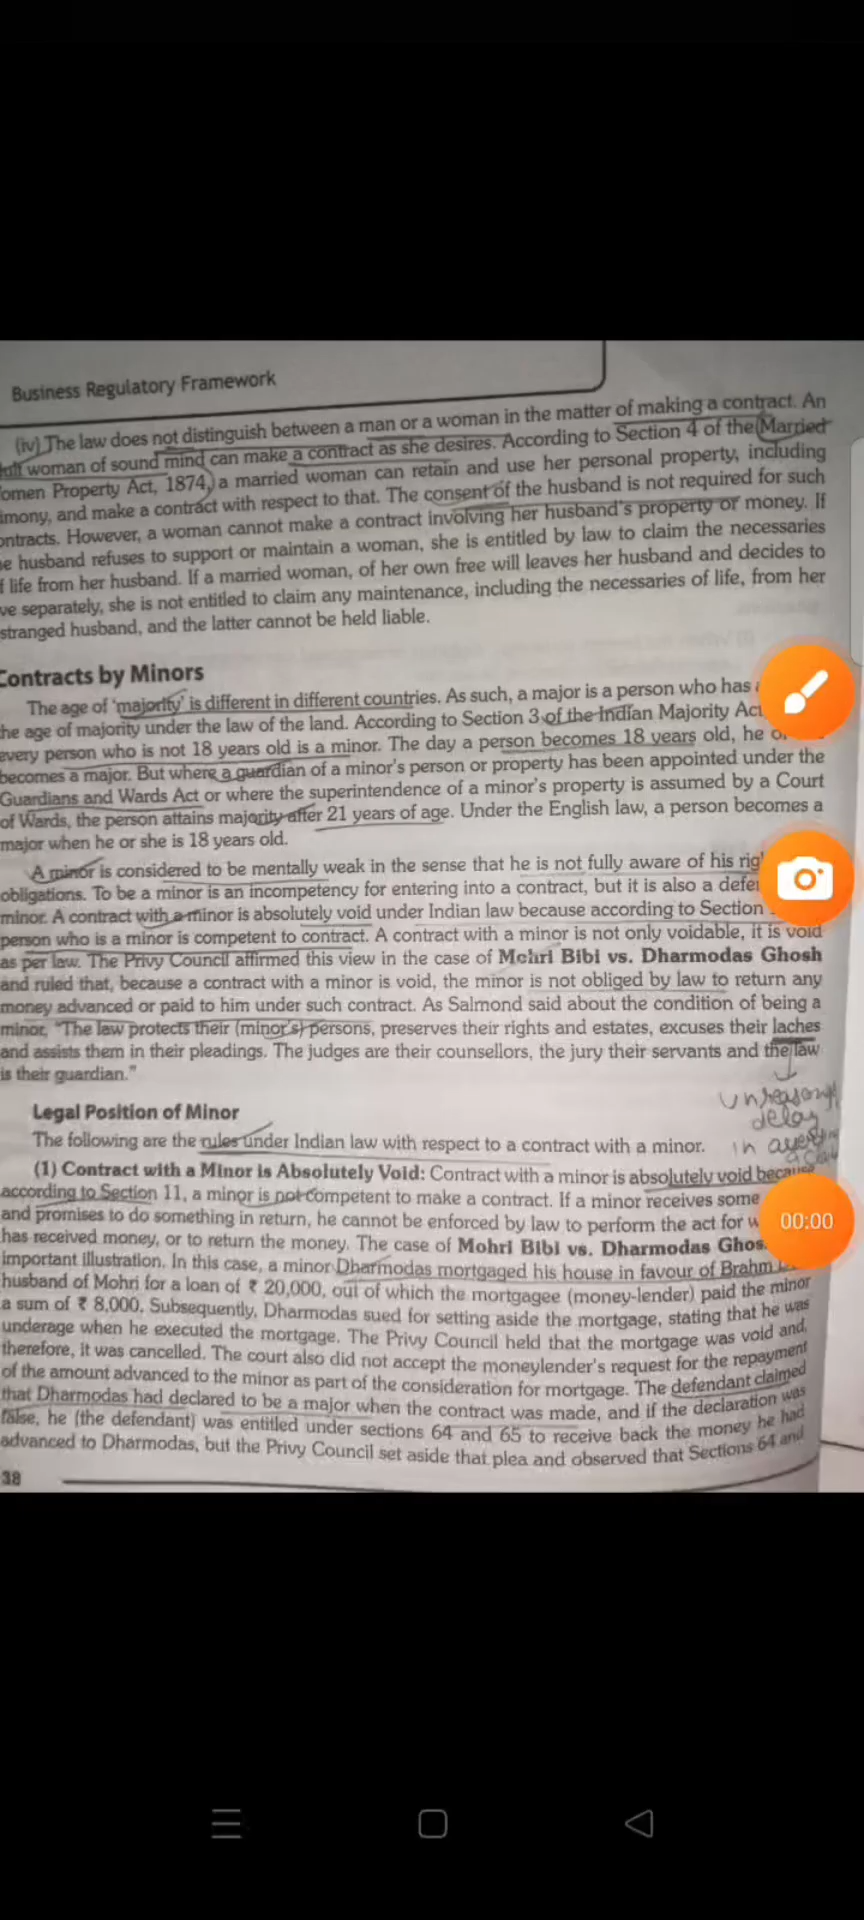 Business Regulatory Framework
(iv) The law does not distinguish between a man or a woman in the matter of making a contract. An
woman of sound mind can make a contract as she desires. According to Section 4 of the Married
omen Property Act, 1874, a married woman can retain and use her personal property, including
imony, and make a contract with respect to that. The consent of the husband is not required for such
ontracts. However, a woman cannot make a contract involving her husband's property or money. If
e husband refuses to support or maintain a woman, she is entitled by law to claim the necessaries
f life from her husband. If a married woman, of her own free will leaves her husband and decides to
ve separately, she is not entitled to claim any maintenance, including the necessaries of life, from her
stranged husband, and the latter cannot be held liable.
Contracts by Minors
The age of 'majority' is different in different countries. As such, a major is a person who has
he age of majority under the law of the land. According to Section 3 of the Indian Majority Act
every person who is not 18 years old is a minor. The day a person becomes 18 years old, he o
becomes a major. But where a guardian of a minor's person or property has been appointed under the
Guardians and Wards Act or where the superintendence of a minor's property is assumed by a Court
of Wards, the person attains majority after 21 years of age. Under the English law, a person becomes a
major when he or she is 18 years old.
A minor is considered to be mentally weak in the sense that he is not fully aware of his rig
obligations. To be a minor is an incompetency for entering into a contract, but it is also a defe
minor. A contract with a minor is absolutely void under Indian law because according to Section
person who is a minor is competent to contract. A contract with a minor is not only voidable, it is void
as per law. The Privy Council affirmed this view in the case of Mohri Bibi vs. Dharmodas Ghosh
and ruled that, because a contract with a minor is void, the minor is not obliged by law to return any
money advanced or paid to him under such contract. As Salmond said about the condition of being a
minor, "The law protects their (minor's) persons, preserves their rights and estates, excuses their laches
and assists them in their pleadings. The judges are their counsellors, the jury their servants and the law
is their guardian."
delay
in
Legal Position of Minor
The following are the rules under Indian law with respect to a contract with a minor.
(1) Contract with a Minor is Absolutely Void: Contract with a minor is absolutely void because
according to Section 11, a minor is not competent to make a contract. If a minor receives some
and promises to do something in return, he cannot be enforced by law to perform the act for w
has received money, or to return the money. The case of Mohri Bibi vs. Dharmodas Ghos
important illustration. In this case, a minor Dharmodas mortgaged his house in favour of Brahm
husband of Mohri for a loan of ₹ 20,000, out of which the mortgagee (money-lender) paid the minor
a sum of ₹ 8,000. Subsequently, Dharmodas sued for setting aside the mortgage, stating that he was
underage when he executed the mortgage. The Privy Council held that the mortgage was void and,
therefore, it was cancelled. The court also did not accept the moneylender's request for the repayment
of the amount advanced to the minor as part of the consideration for mortgage. The defendant claimed
that Dharmodas had declared to be a major when the contract was made, and if the declaration was
false, he (the defendant) was entitled under sections 64 and 65 to receive back the money he had
advanced to Dharmodas, but the Privy Council set aside that plea and observed that Sections 64 and
38
00:00